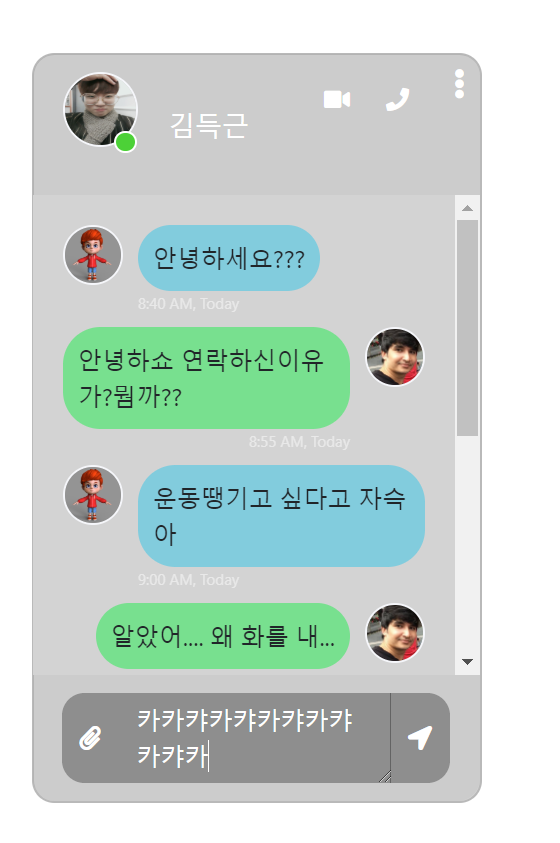 김득근
안녕하세요???
8:40 AM, Today
안녕하쇼 연락하신이유
가?뭠까??
8:55 AM, Today
운동땡기고 싶다고 자슥
아
9:00 AM, Today
알았어.... 왜 화를 내...
카카캬카캬카캬카캬
카캬카